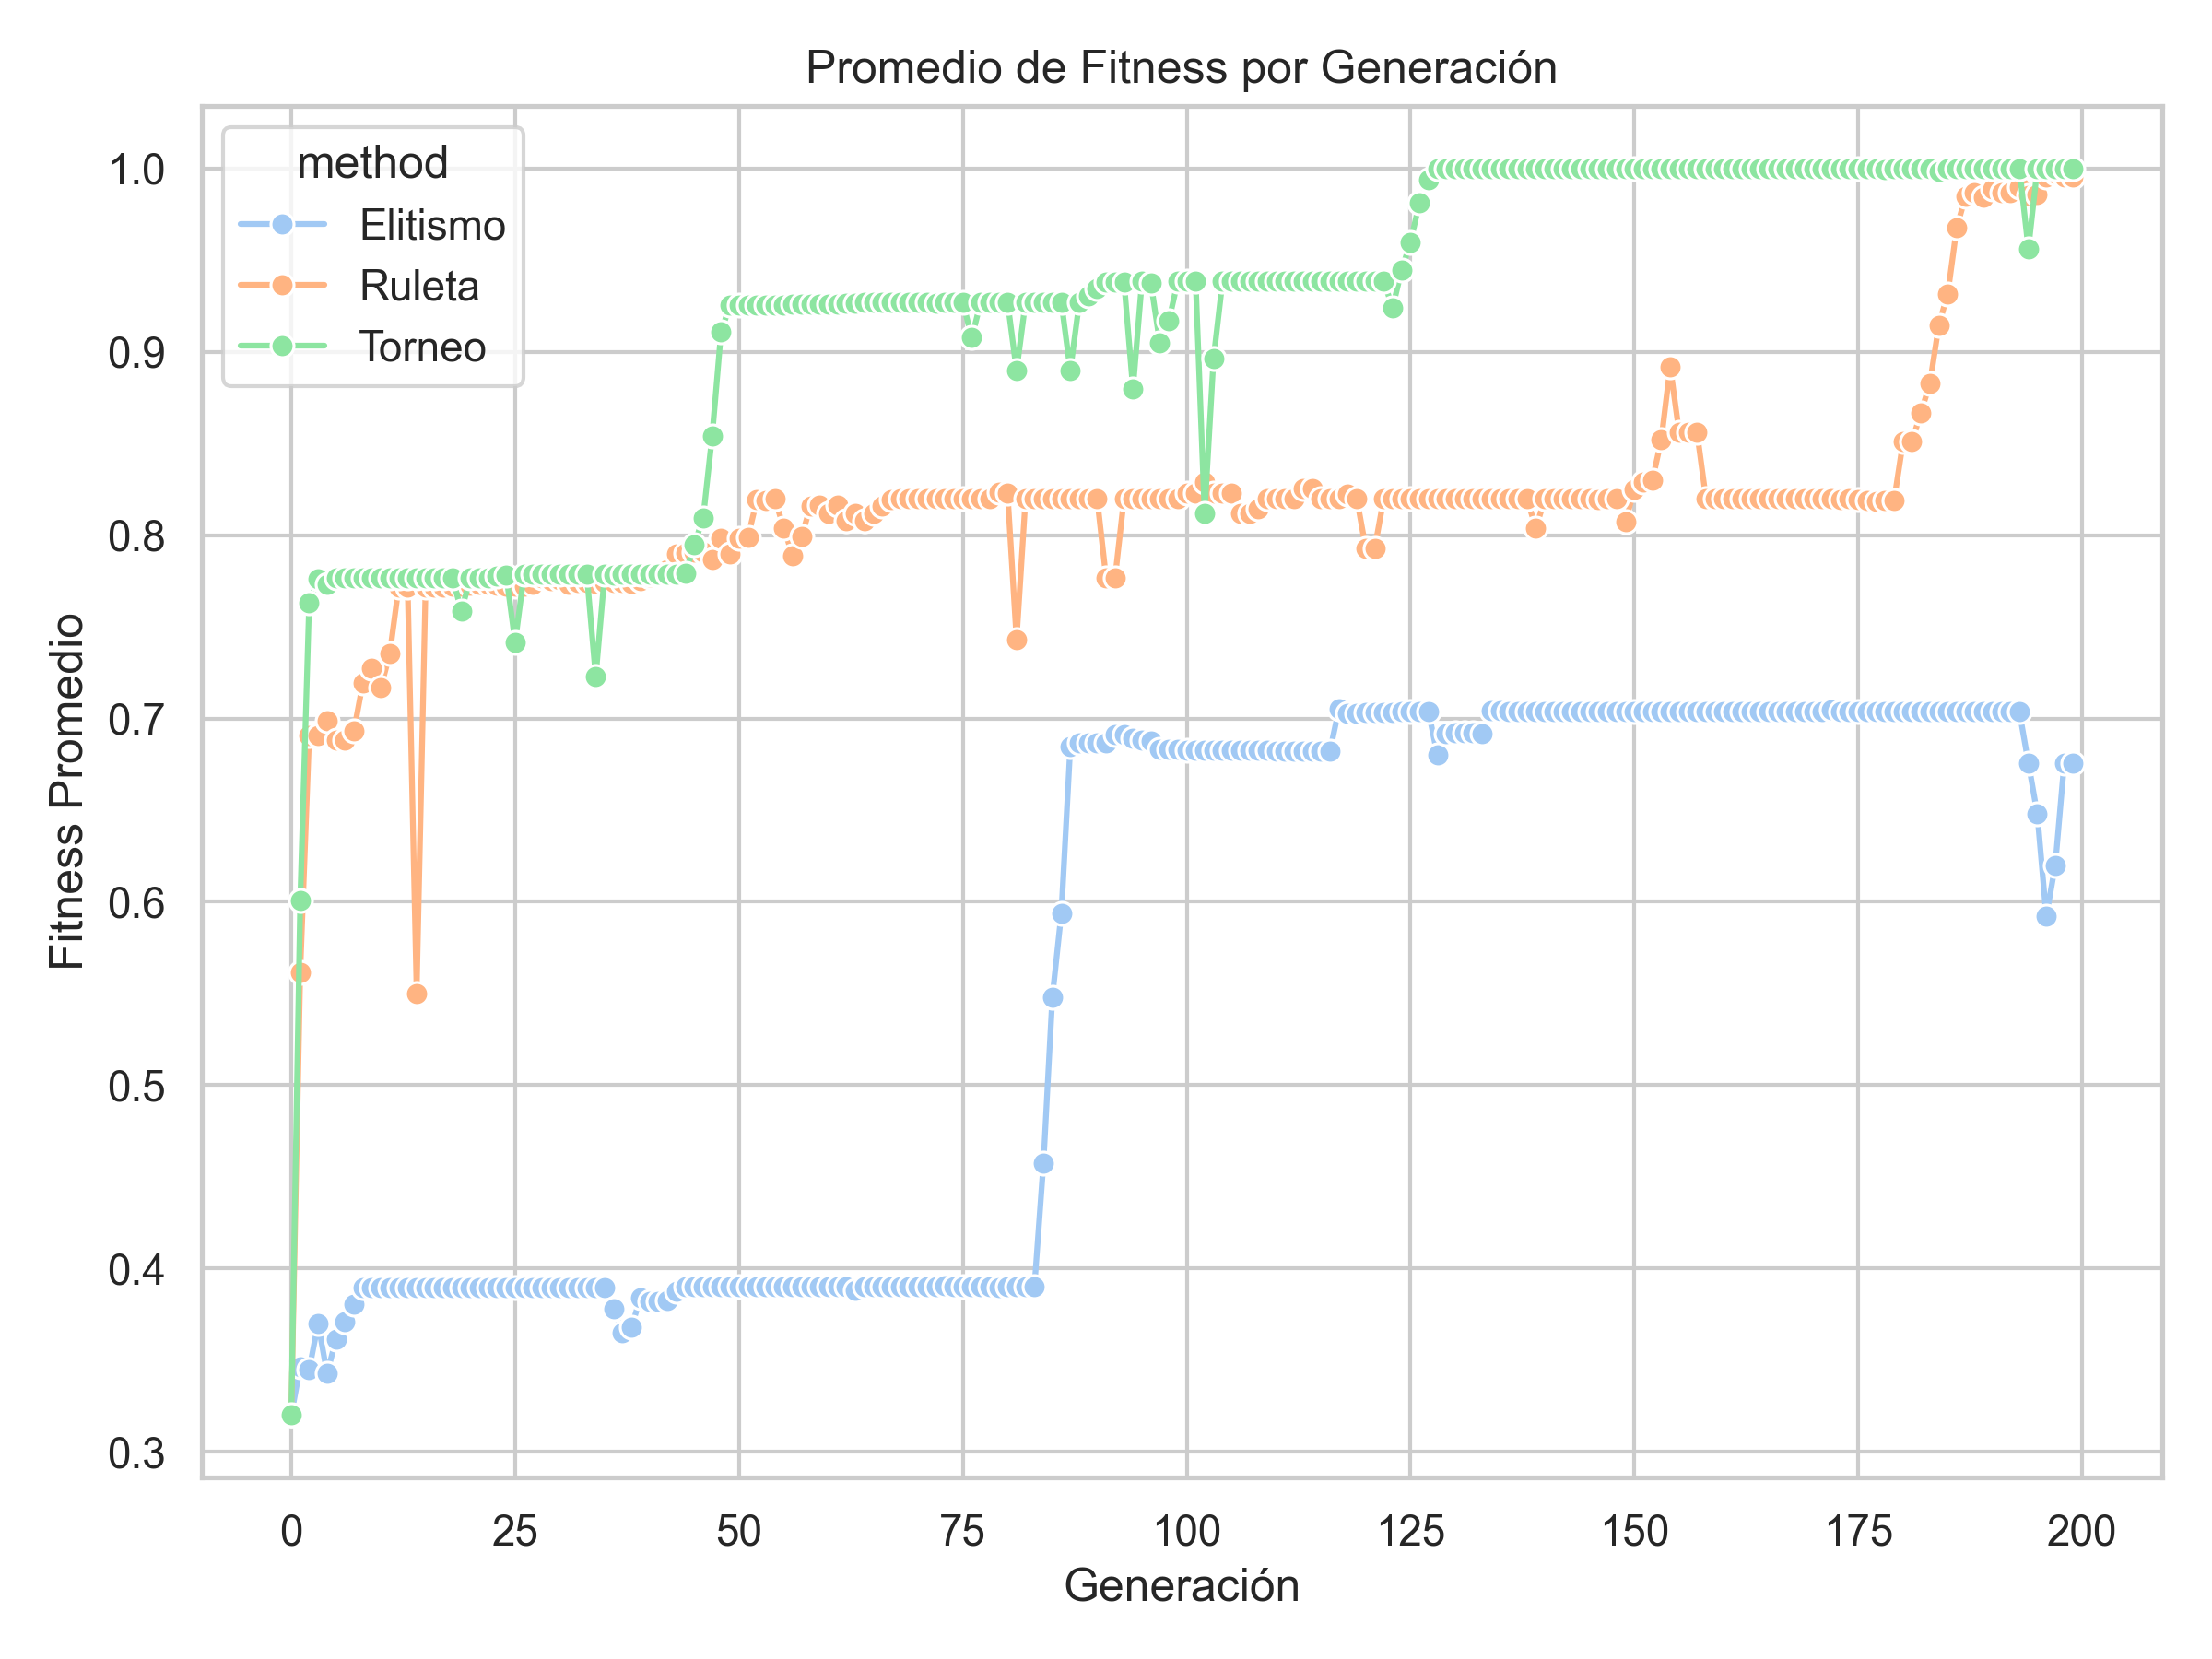 Promedio de Fitness por Generación
method
Elitismo
Ruleta
Torneo
1.0
0.9
0.8
0.7
0.6
0.5
0.4
0.3
Fitness Promedio
0 25 50 75 100 125 150 175 200
Generación